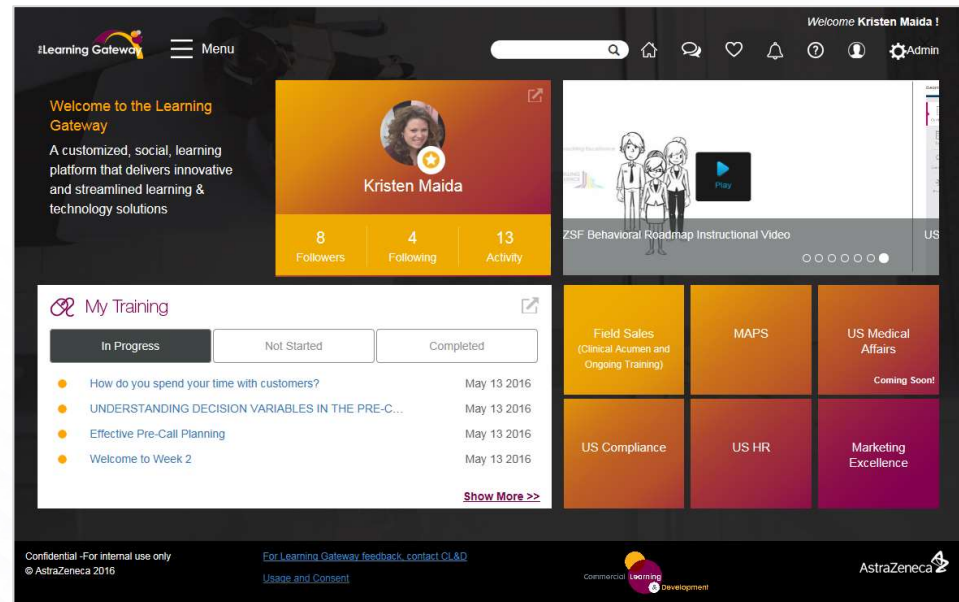 Welcome Kristen Maida !
THE Learning Gateway
Menu
Admin
Welcome to the Learning
Gateway
A customized, social, learning
platform that delivers innovative
and streamlined learning &
technology solutions
Kristen Maida
8
Followers
4
Following
13
Activity
Play
ZSF Behavioral Roadmap Instructional Video
US
My Training
In Progress
Not Started
Completed
How do you spend your time with customers?
May 13 2016
UNDERSTANDING DECISION VARIABLES IN THE PRE-C...
May 13 2016
Effective Pre-Call Planning
May 13 2016
Welcome to Week 2
May 13 2016
Show More >>
Field Sales
(Clinical Acumen and
Ongoing Training)
MAPS
US Medical
Affairs
Coming Soon!
US Compliance
US HR
Marketing
Excellence
Confidential -For internal use only
© AstraZeneca 2016
For Learning Gateway feedback, contact CL&D
Usage and Consent
Commercial Learning
& Development
AstraZeneca